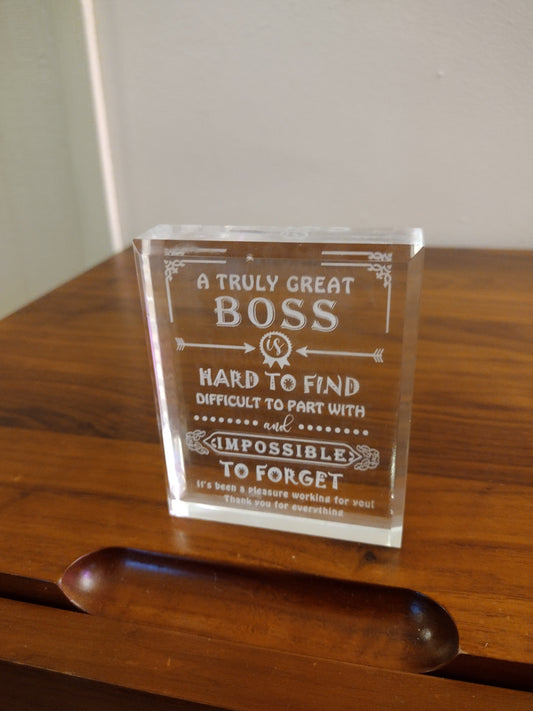 A TRULY GREAT
BOSS
is
HARD TO FIND
DIFFICULT TO PART WITH
and
IMPOSSIBLE
TO FORGET
It's been a pleasure working for you!
Thank you for everything